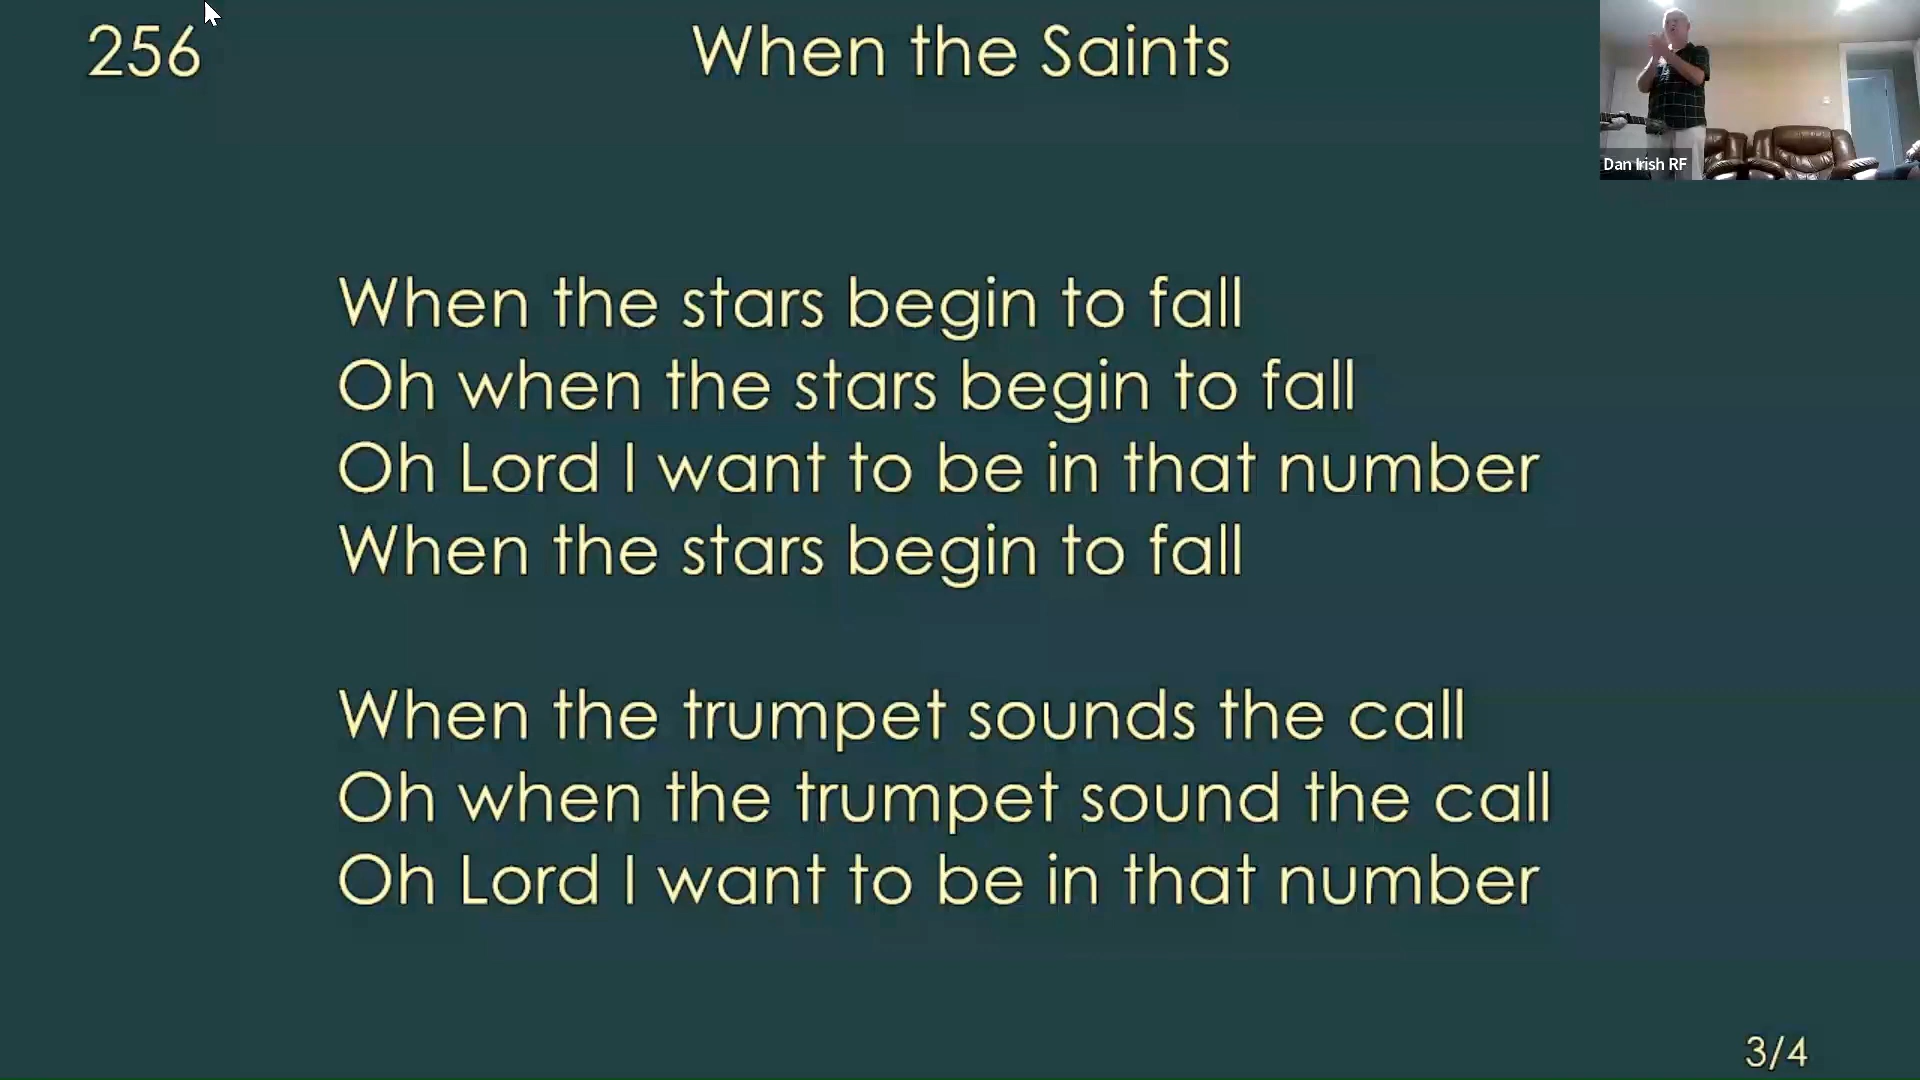 256
When the Saints
Dan Irish RF
When the stars begin to fall
Oh when the stars begin to fall
Oh Lord I want to be in that number
When the stars begin to fall
When the trumpet sounds the call
Oh when the trumpet sound the call
Oh Lord I want to be in that number
3/4